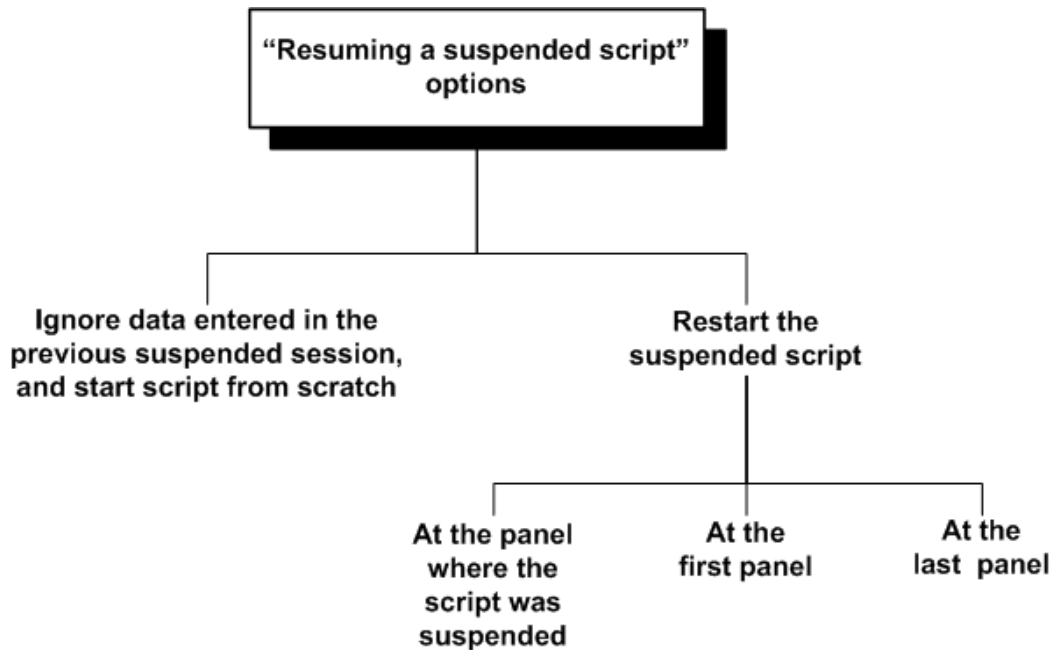 “Resuming a suspended script”
options
Ignore data entered in the
previous suspended session,
and start script from scratch
Restart the
suspended script
At the panel
where the
script was
suspended
At the
first panel
At the
last panel